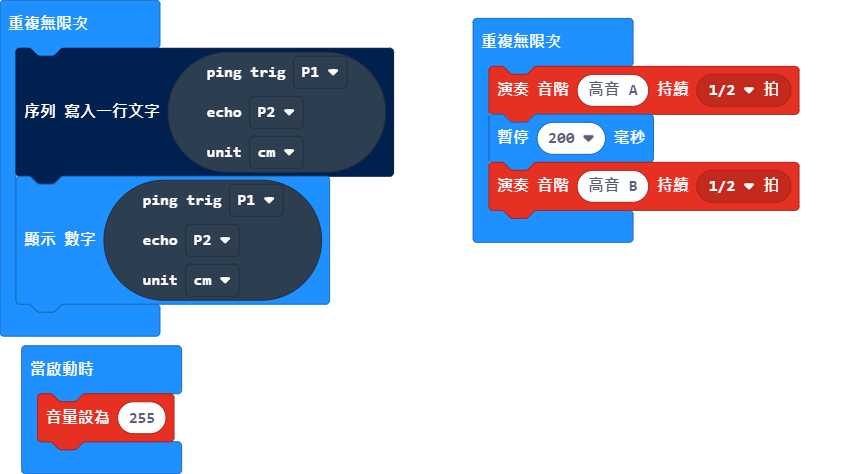 重複無限次
序列 寫入一行文字 ping trig P1
echo P2
unit cm
顯示 數字 ping trig P1
echo P2
unit cm
當啟動時
音量設為 255
重複無限次
演奏 音階 高音 A 持續 1/2 拍
暫停 200 毫秒
演奏 音階 高音 B 持續 1/2 拍